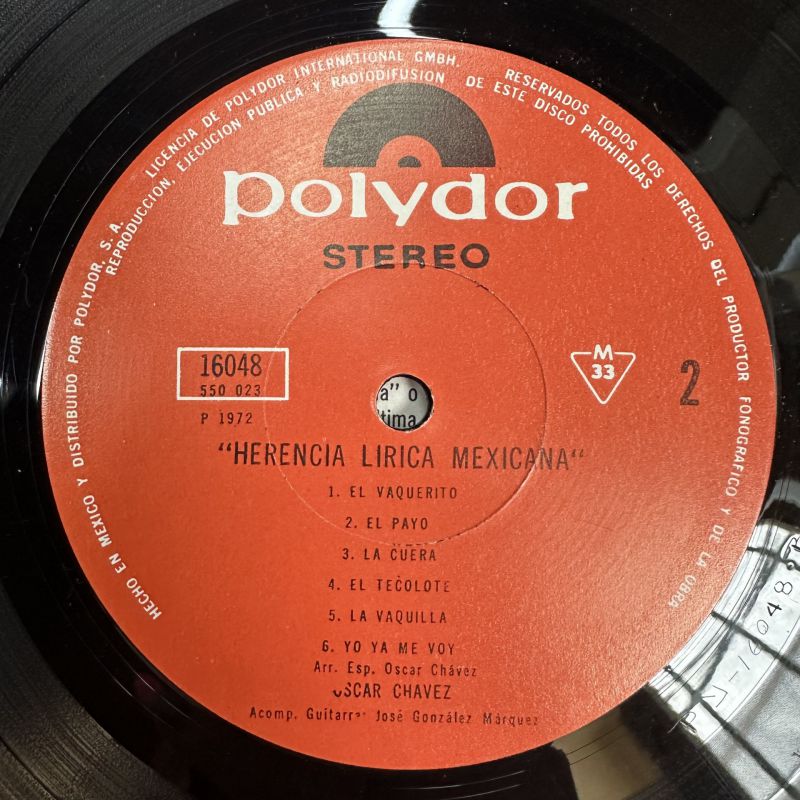 LICENCIA DE POLYDOR INTERNATIONAL GMBH. RESERVADOS TODOS LOS DERECHOS DEL PRODUCTOR FONOGRAFICO Y DE LA OBRA
HECHO EN MEXICO Y DISTRIBUIDO POR POLYDOR, S.A. REPRODUCCION, EJECUCION PUBLICA Y RADIODIFUSION DE ESTE DISCO PROHIBIDAS
polydor
STEREO
16048
550 023
P 1972
M
33
2
a" o
tima
"HERENCIA LIRICA MEXICANA"
1. EL VAQUERITO
2. EL PAYO
3. LA CUERA
4. EL TECOLOTE
5. LA VAQUILLA
6. YO YA ME VOY
Arr. Esp. Oscar Chávez
OSCAR CHAVEZ
Acomp. Guitarra: José González Márquez